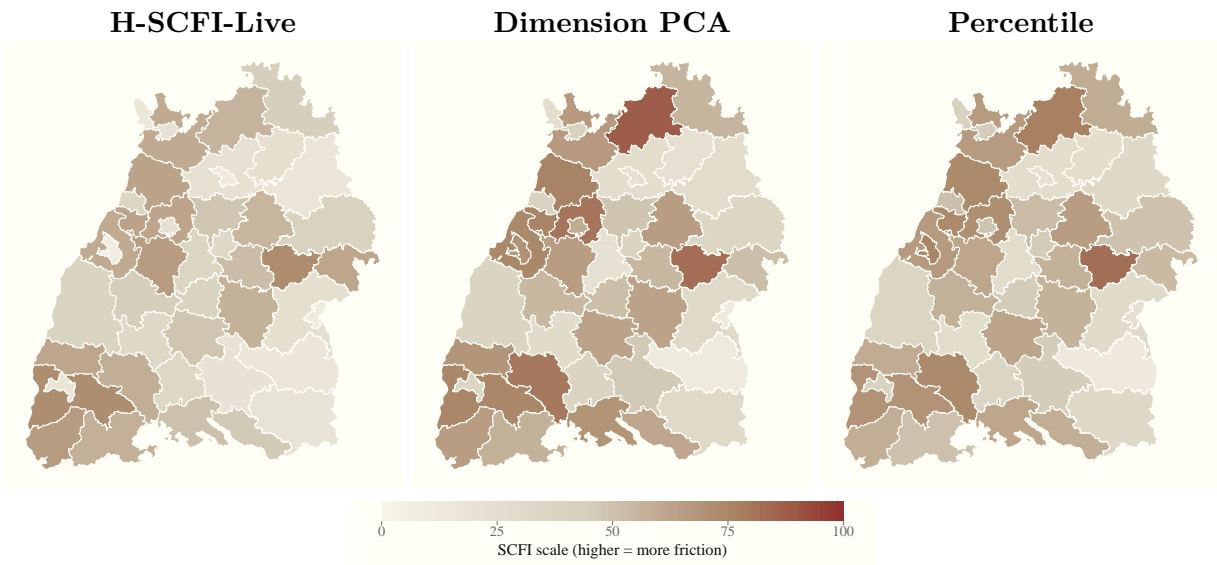 H-SCFI-Live
Dimension PCA
Percentile
0 25 50 75 100
SCFI scale (higher = more friction)